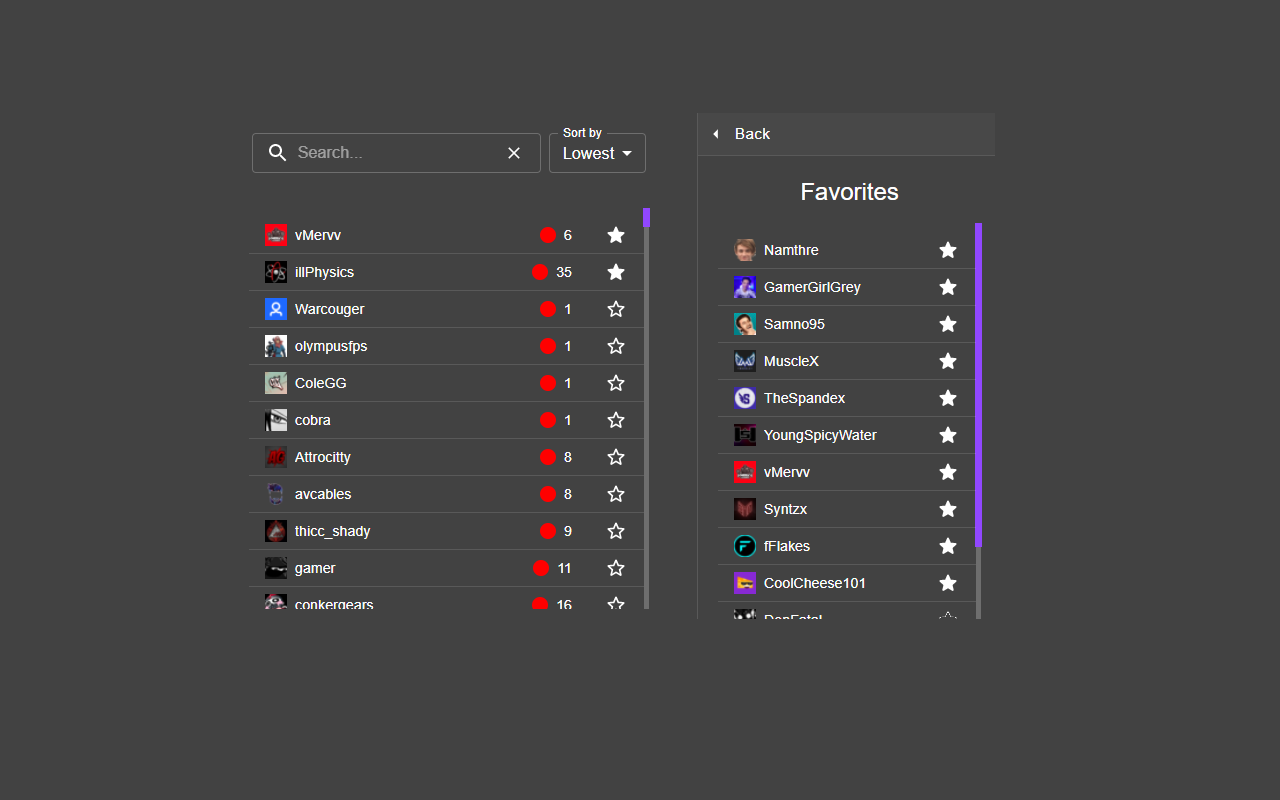 Search...
Sort by
Lowest
vMervv 6
illPhysics 35
Warcouger 1
olympusfps 1
ColeGG 1
cobra 1
Attrocitty 8
avcables 8
thicc_shady 9
gamer 11
conkergears 16
Back
Favorites
Namthre
GamerGirlGrey
Samno95
MuscleX
TheSpandex
YoungSpicyWater
vMervv
Syntzx
fFlakes
CoolCheese101